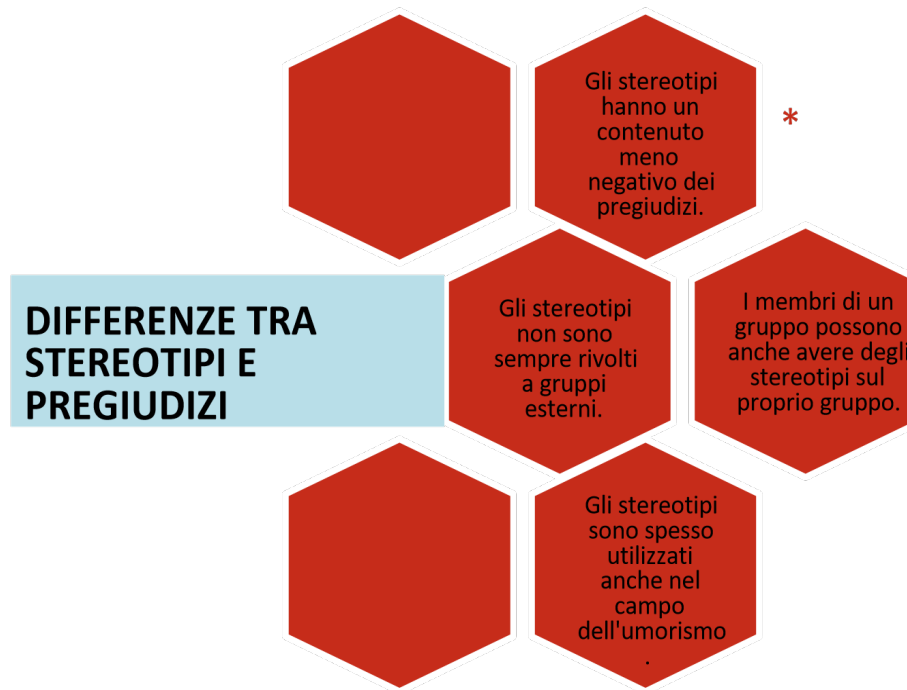 Gli stereotipi
hanno un
contenuto
meno
negativo dei
pregiudizi.
*
DIFFERENZE TRA
STEREOTIPI E
PREGIUDIZI
Gli stereotipi
non sono
sempre rivolti
a gruppi
esterni.
I membri di un
gruppo possono
anche avere degli
stereotipi sul
proprio gruppo.
Gli stereotipi
sono spesso
utilizzati
anche nel
campo
dell'umorismo
.